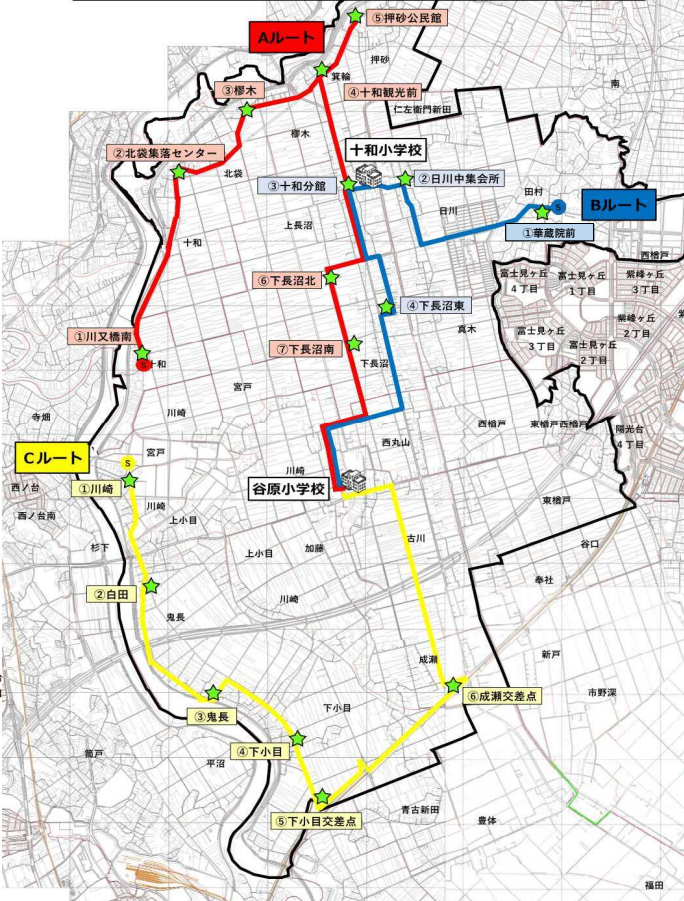 ⑤押砂公民館
Aルート
押砂
箕輪
③樛木
④十和観光前
南
仁左衛門新田
樛木
十和小学校
②北袋集落センター
北袋
③十和分館
②日川中集会所
田村
S
Bルート
日川
上長沼
①華蔵院前
十和
西楢戸
富士見ヶ丘
4丁目
富士見ヶ丘
1丁目
紫峰ヶ丘
3丁目
⑥下長沼北
④下長沼東
紫峰ヶ丘
2丁目
真木
富士見ヶ丘
3丁目
富士見ヶ丘
2丁目
①川又橋南
⑦下長沼南
下長沼
S
十和
宮戸
川崎
寺畑
西楢戸
東楢戸西楢戸
陽光台
4丁目
西丸山
Cルート
宮戸
S
川崎
谷原小学校
西ノ台
①川崎
西ノ台南
川崎
上小目
東楢戸
杉下
上小目
加藤
古川
谷口
②白田
川崎
奉社
鬼長
成瀬
新戸
⑥成瀬交差点
市野深
③鬼長
下小目
筒戸
平沼
④下小目
⑤下小目交差点
青古新田
豊体
福田